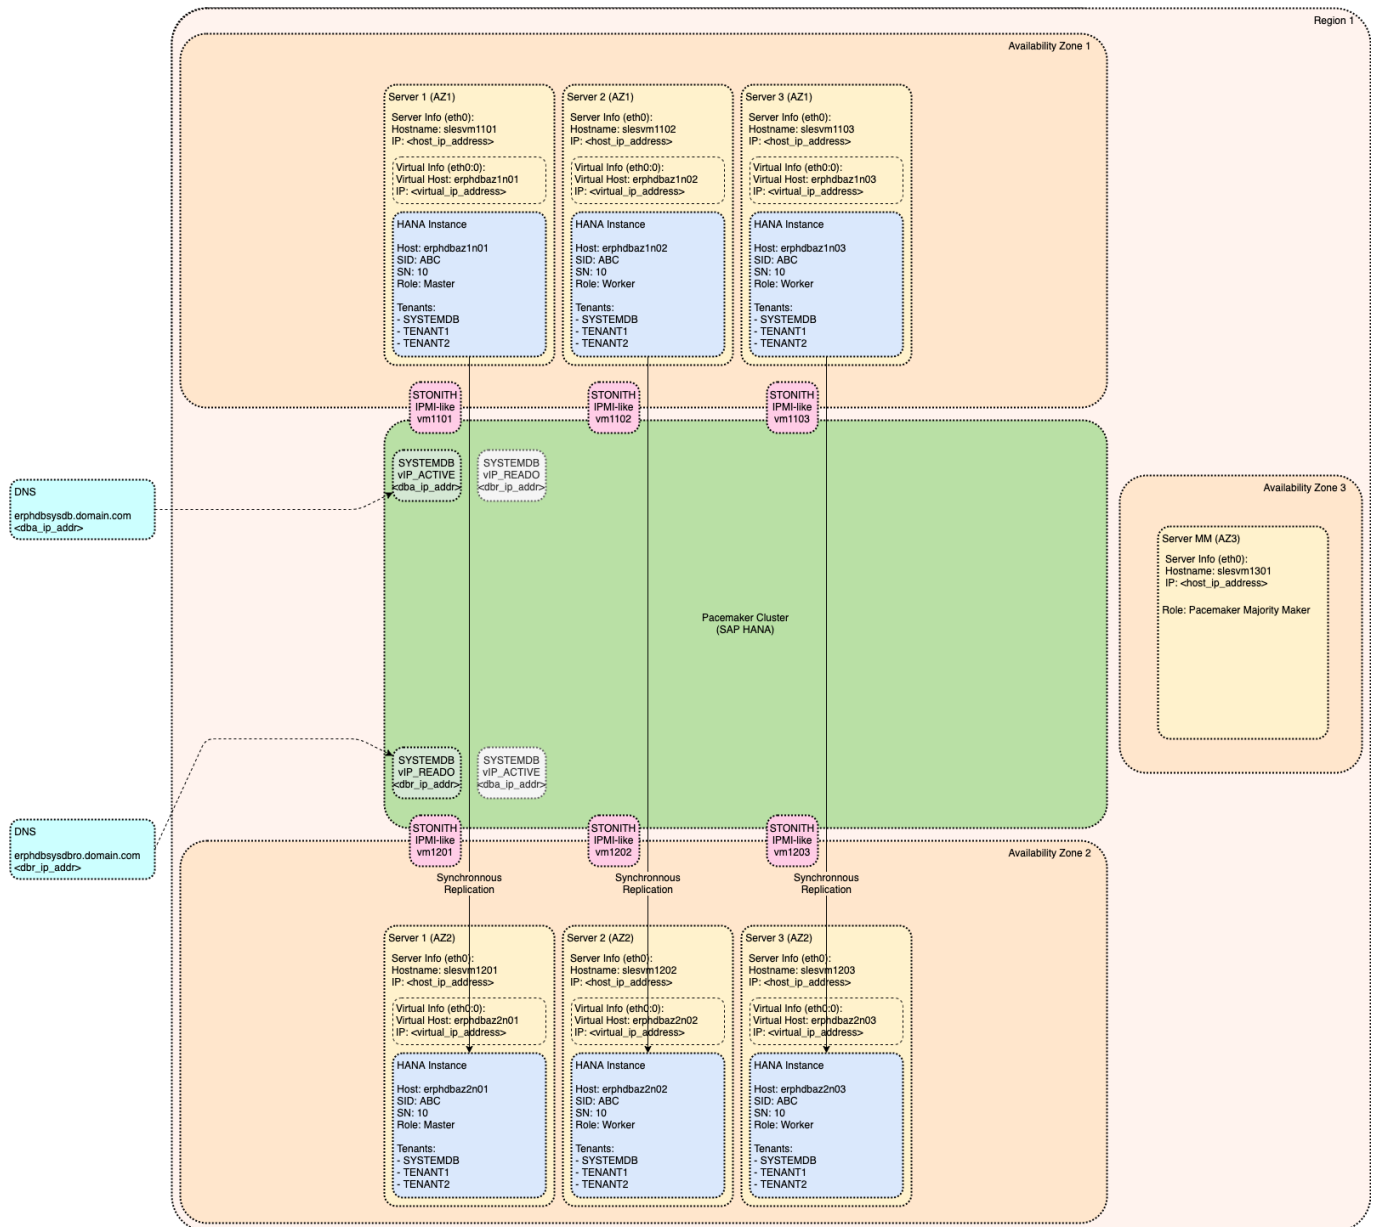 Region 1
Availability Zone 1
Server 1 (AZ1)
Server Info (eth0):
Hostname: slesvm1101
IP: <host_ip_address>
Virtual Info (eth0:0):
Virtual Host: erphdbaz1n01
IP: <virtual_ip_address>
HANA Instance
Host: erphdbaz1n01
SID: ABC
SN: 10
Role: Master
Tenants:
- SYSTEMDB
- TENANT1
- TENANT2
Server 2 (AZ1)
Server Info (eth0):
Hostname: slesvm1102
IP: <host_ip_address>
Virtual Info (eth0:0):
Virtual Host: erphdbaz1n02
IP: <virtual_ip_address>
HANA Instance
Host: erphdbaz1n02
SID: ABC
SN: 10
Role: Worker
Tenants:
- SYSTEMDB
- TENANT1
- TENANT2
Server 3 (AZ1)
Server Info (eth0):
Hostname: slesvm1103
IP: <host_ip_address>
Virtual Info (eth0:0):
Virtual Host: erphdbaz1n03
IP: <virtual_ip_address>
HANA Instance
Host: erphdbaz1n03
SID: ABC
SN: 10
Role: Worker
Tenants:
- SYSTEMDB
- TENANT1
- TENANT2
STONITH
IPMI-like
vm1101
STONITH
IPMI-like
vm1102
STONITH
IPMI-like
vm1103
SYSTEMDB
vIP_ACTIVE
<dba_ip_addr>
SYSTEMDB
vIP_READO
<dbr_ip_addr>
DNS
erphdbsysdb.domain.com
<dba_ip_addr>
Availability Zone 3
Server MM (AZ3)
Server Info (eth0):
Hostname: slesvm1301
IP: <host_ip_address>
Role: Pacemaker Majority Maker
Pacemaker Cluster
(SAP HANA)
SYSTEMDB
vIP_READO
<dbr_ip_addr>
SYSTEMDB
vIP_ACTIVE
<dba_ip_addr>
DNS
erphdbsysdbro.domain.com
<dbr_ip_addr>
STONITH
IPMI-like
vm1201
STONITH
IPMI-like
vm1202
STONITH
IPMI-like
vm1203
Availability Zone 2
Synchronnous
Replication
Synchronnous
Replication
Synchronnous
Replication
Server 1 (AZ2)
Server Info (eth0):
Hostname: slesvm1201
IP: <host_ip_address>
Virtual Info (eth0:0):
Virtual Host: erphdbaz2n01
IP: <virtual_ip_address>
HANA Instance
Host: erphdbaz2n01
SID: ABC
SN: 10
Role: Master
Tenants:
- SYSTEMDB
- TENANT1
- TENANT2
Server 2 (AZ2)
Server Info (eth0):
Hostname: slesvm1202
IP: <host_ip_address>
Virtual Info (eth0:0):
Virtual Host: erphdbaz2n02
IP: <virtual_ip_address>
HANA Instance
Host: erphdbaz2n02
SID: ABC
SN: 10
Role: Worker
Tenants:
- SYSTEMDB
- TENANT1
- TENANT2
Server 3 (AZ2)
Server Info (eth0):
Hostname: slesvm1203
IP: <host_ip_address>
Virtual Info (eth0:0):
Virtual Host: erphdbaz2n03
IP: <virtual_ip_address>
HANA Instance
Host: erphdbaz2n03
SID: ABC
SN: 10
Role: Worker
Tenants:
- SYSTEMDB
- TENANT1
- TENANT2